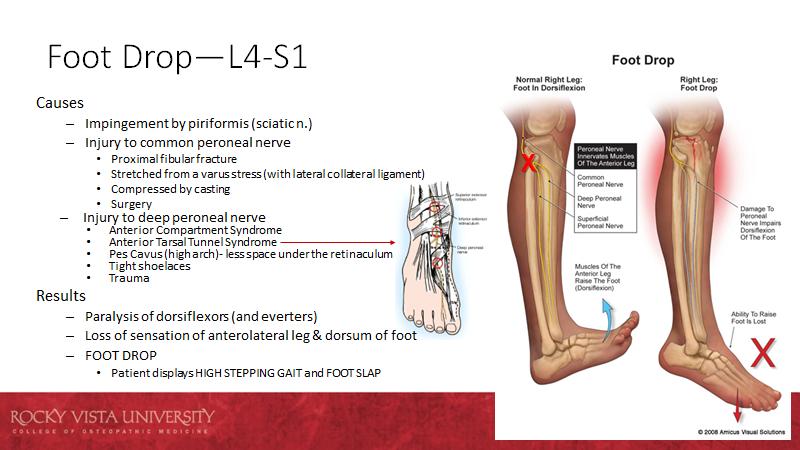 Foot Drop—L4-S1
Causes
– Impingement by piriformis (sciatic n.)
– Injury to common peroneal nerve
• Proximal fibular fracture
• Stretched from a varus stress (with lateral collateral ligament)
• Compressed by casting
• Surgery
– Injury to deep peroneal nerve
• Anterior Compartment Syndrome
• Anterior Tarsal Tunnel Syndrome
• Pes Cavus (high arch)- less space under the retinaculum
• Tight shoelaces
• Trauma
Results
– Paralysis of dorsiflexors (and everters)
– Loss of sensation of anterolateral leg & dorsum of foot
– FOOT DROP
• Patient displays HIGH STEPPING GAIT and FOOT SLAP
Superior extensor
retinaculum
Inferior extensor
retinaculum
Deep peroneal
nerve
Foot Drop
Normal Right Leg:
Foot In Dorsiflexion
Right Leg:
Foot Drop
X
Peroneal Nerve
Innervates Muscles
Of The Anterior Leg
Common
Peroneal Nerve
Deep Peroneal
Nerve
Superficial
Peroneal Nerve
Damage To
Peroneal
Nerve Impairs
Dorsiflexion
Of The Foot
Muscles Of The
Anterior Leg
Raise The Foot
(Dorsiflexion)
Ability To Raise
Foot Is Lost
X
© 2008 Amicus Visual Solutions
ROCKY VISTA UNIVERSITY
COLLEGE OF OSTEOPATHIC MEDICINE